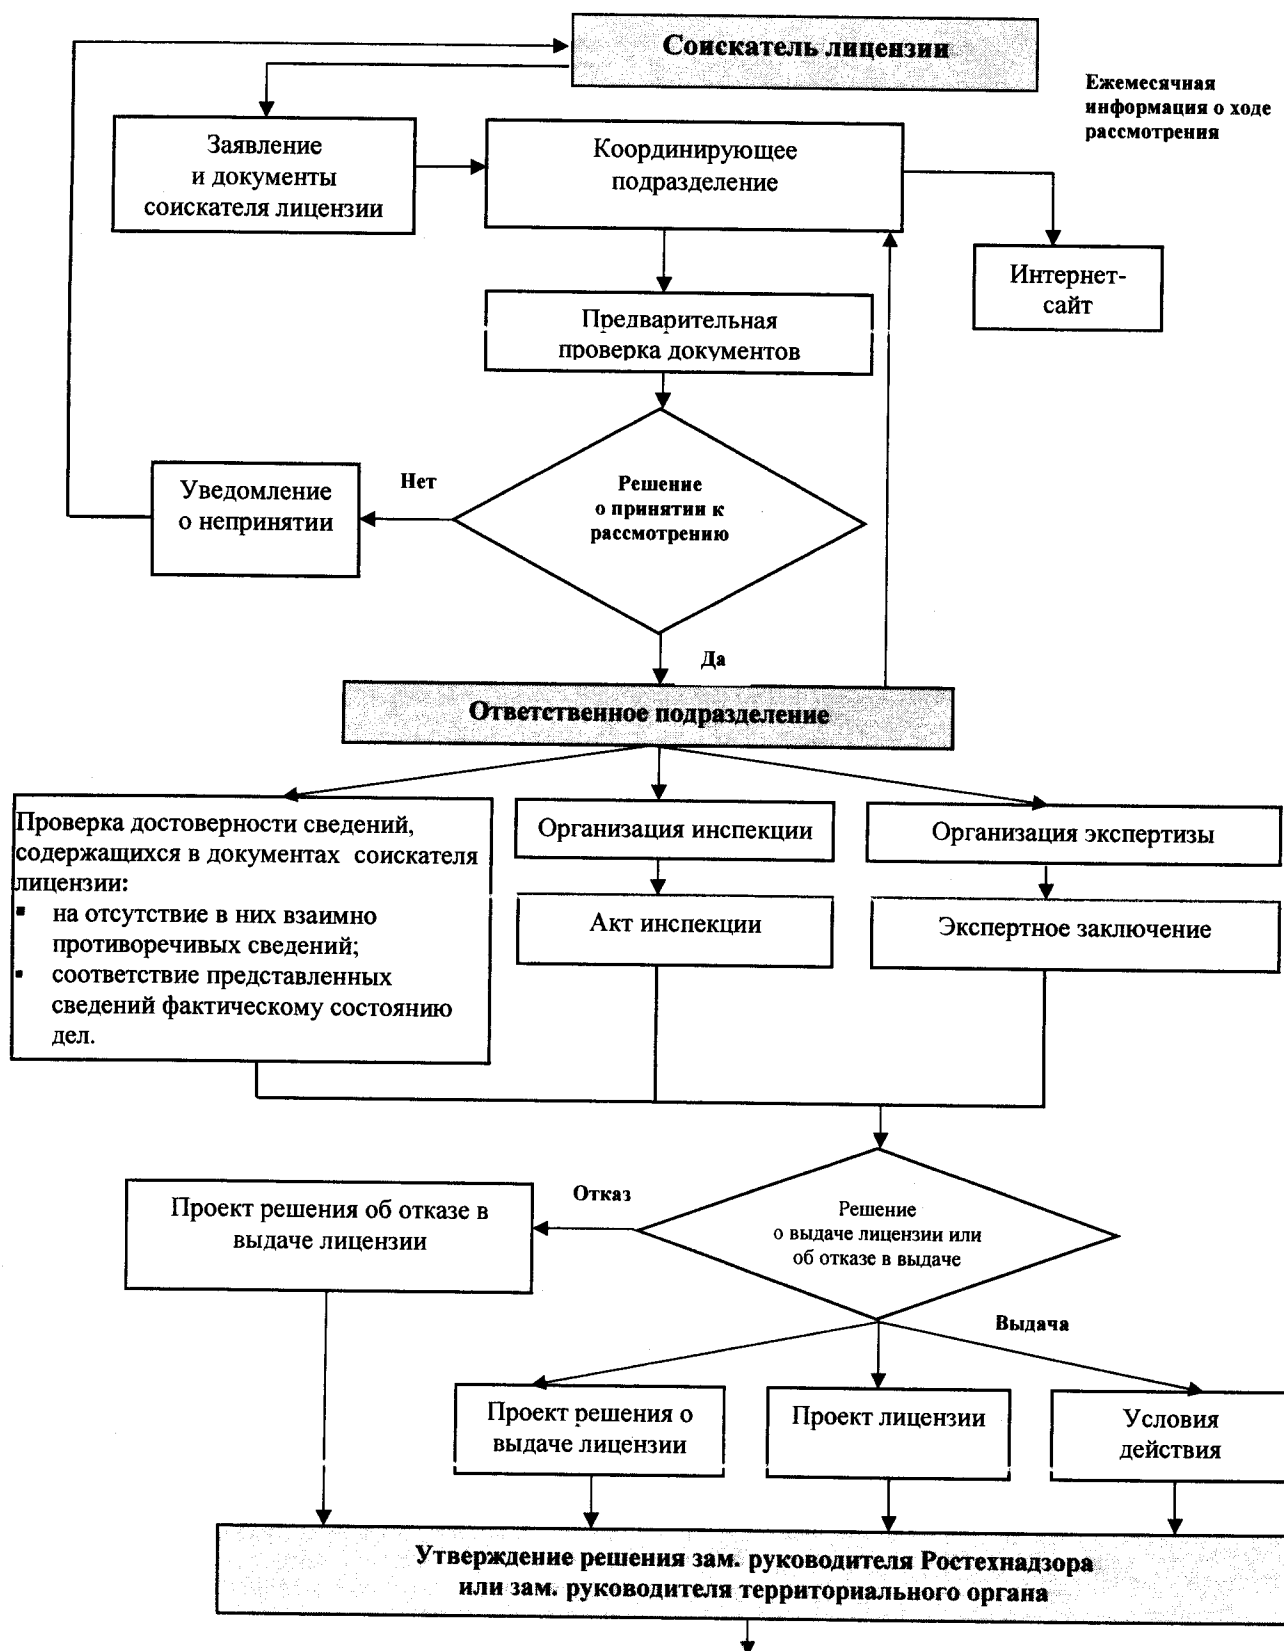 Соискатель лицензии
Ежемесячная
информация о ходе
рассмотрения
Заявление
и документы
соискателя лицензии
Координирующее
подразделение
Интернет-
сайт
Предварительная
проверка документов
Нет
Уведомление
о непринятии
Решение
о принятии к
рассмотрению
Да
Ответственное подразделение
Проверка достоверности сведений,
содержащихся в документах соискателя
лицензии:
▪ на отсутствие в них взаимно
противоречивых сведений;
▪ соответствие представленных
сведений фактическому состоянию
дел.
Организация инспекции
Организация экспертизы
Акт инспекции
Экспертное заключение
Отказ
Проект решения об отказе в
выдаче лицензии
Решение
о выдаче лицензии или
об отказе в выдаче
Выдача
Проект решения о
выдаче лицензии
Проект лицензии
Условия
действия
Утверждение решения зам. руководителя Ростехнадзора
или зам. руководителя территориального органа